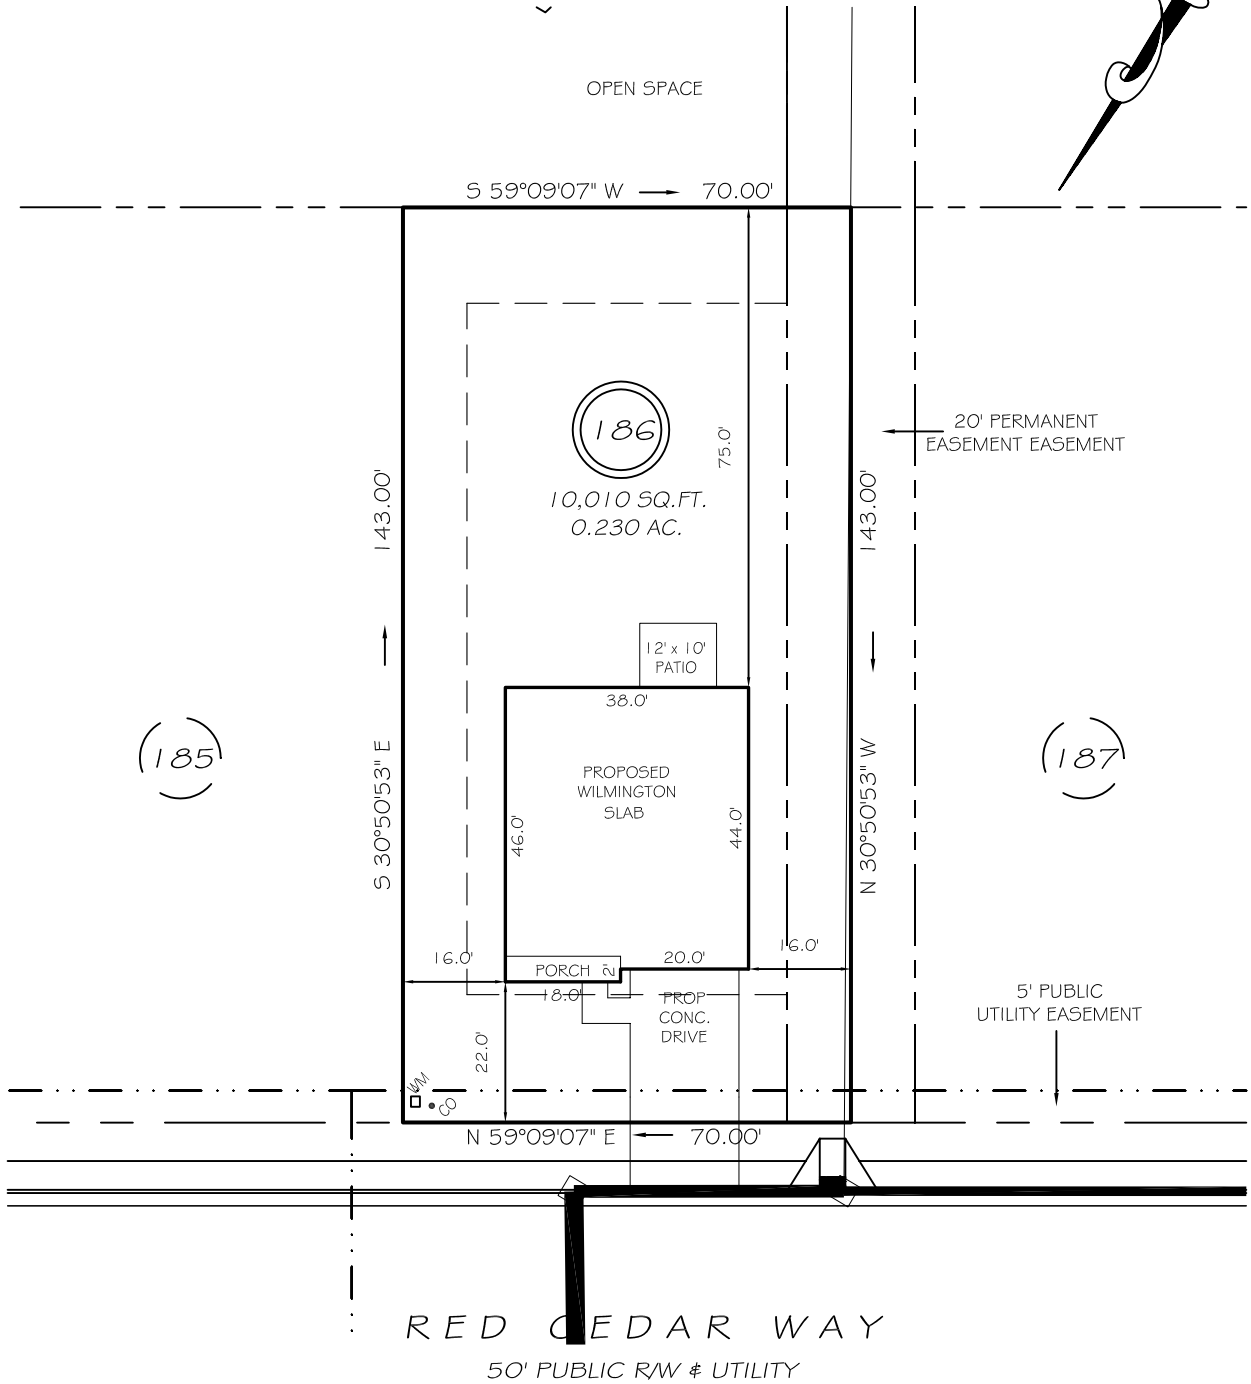 OPEN SPACE
S 59°09'07" W 70.00'
186
10,010 SQ.FT.
0.230 AC.
75.0'
20' PERMANENT
EASEMENT EASEMENT
143.00'
143.00'
12' x 10'
PATIO
38.0'
185
187
S 30°50'53" E
N 30°50'53" W
PROPOSED
WILMINGTON
SLAB
46.0'
44.0'
16.0'
PORCH
2'
20.0'
16.0'
18.0'
PROP
CONC.
DRIVE
22.0'
5' PUBLIC
UTILITY EASEMENT
WM
CO
N 59°09'07" E 70.00'
RED CEDAR WAY
50' PUBLIC R/W & UTILITY